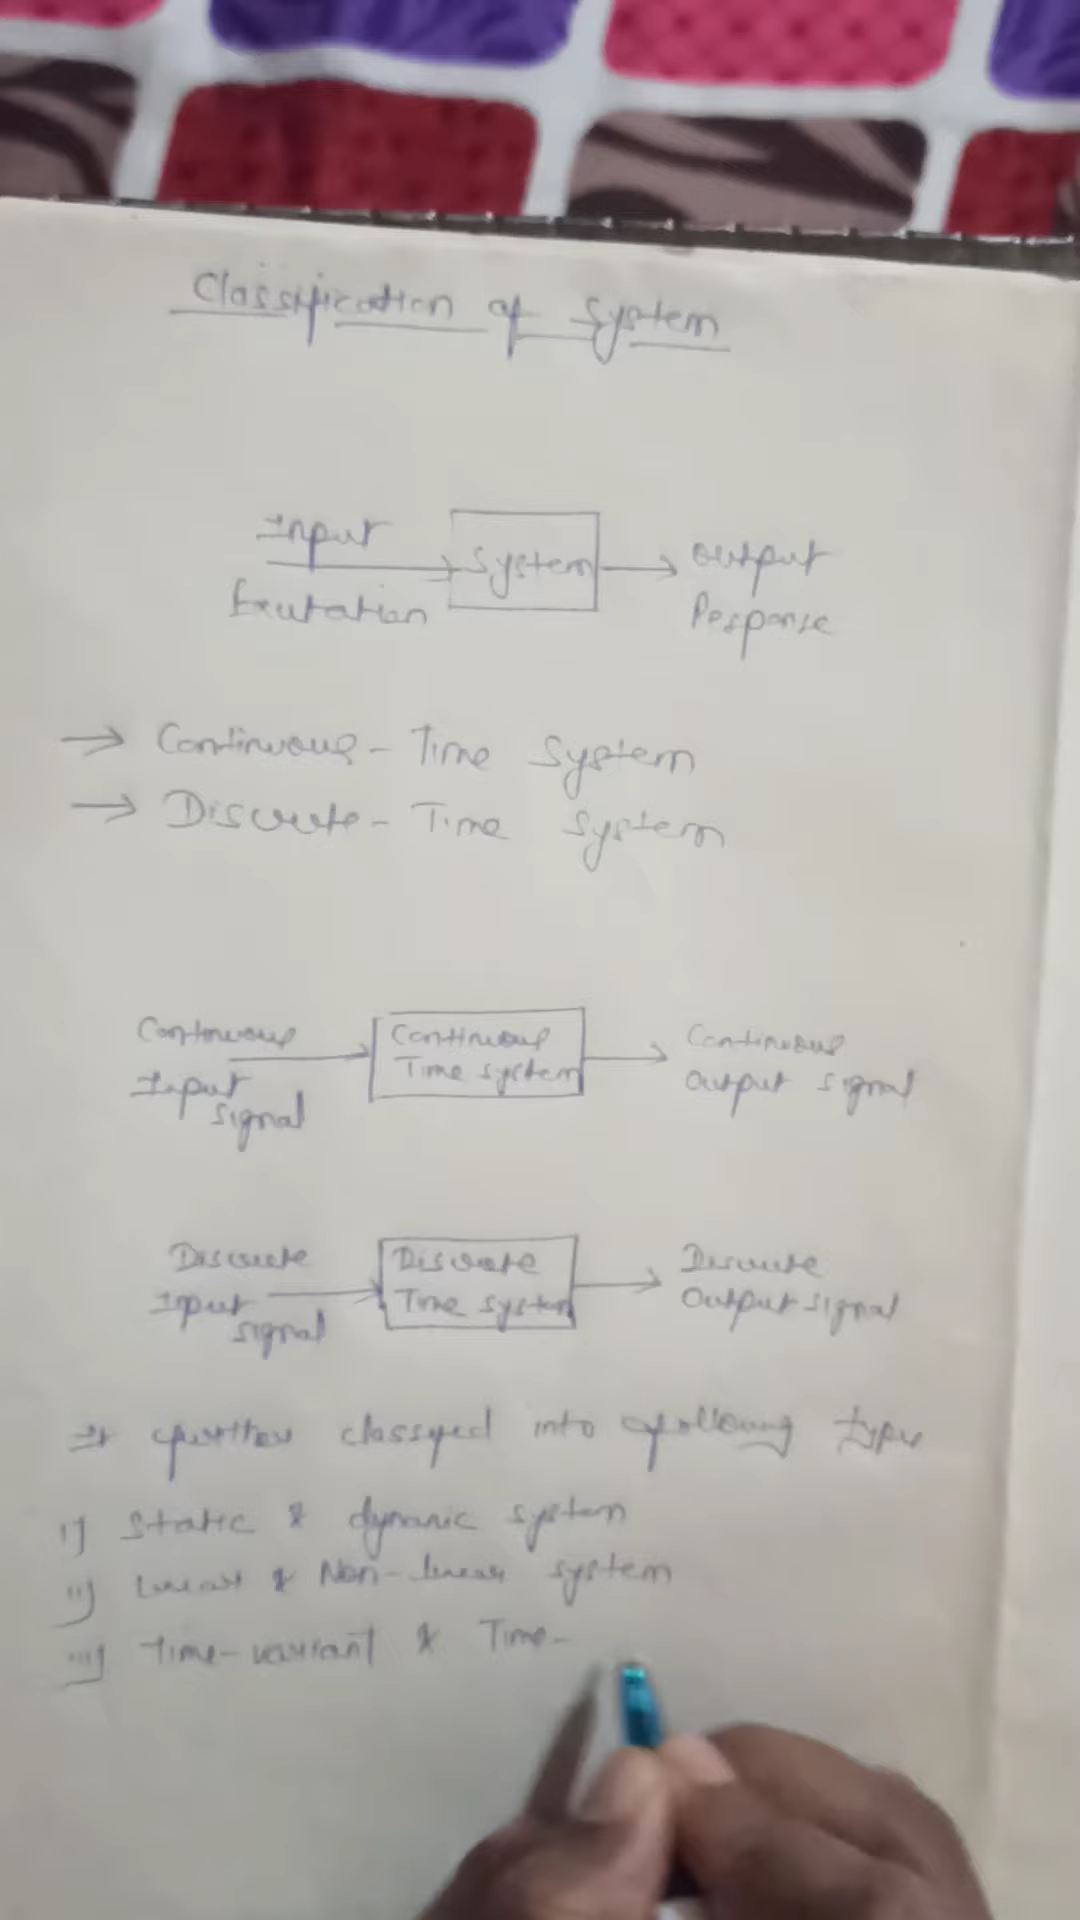 Classification of System
Input
Excitation
System
Output
Response
→ Continuous - Time System
→ Discrete - Time System
Continuous
Input
signal
Continuous
Time system
Continuous
Output signal
Discrete
Input
signal
Discrete
Time system
Discrete
Output signal
further classified into following type
i) Static & dynamic system
ii) Linear & Non-linear system
iii) Time-variant & Time-